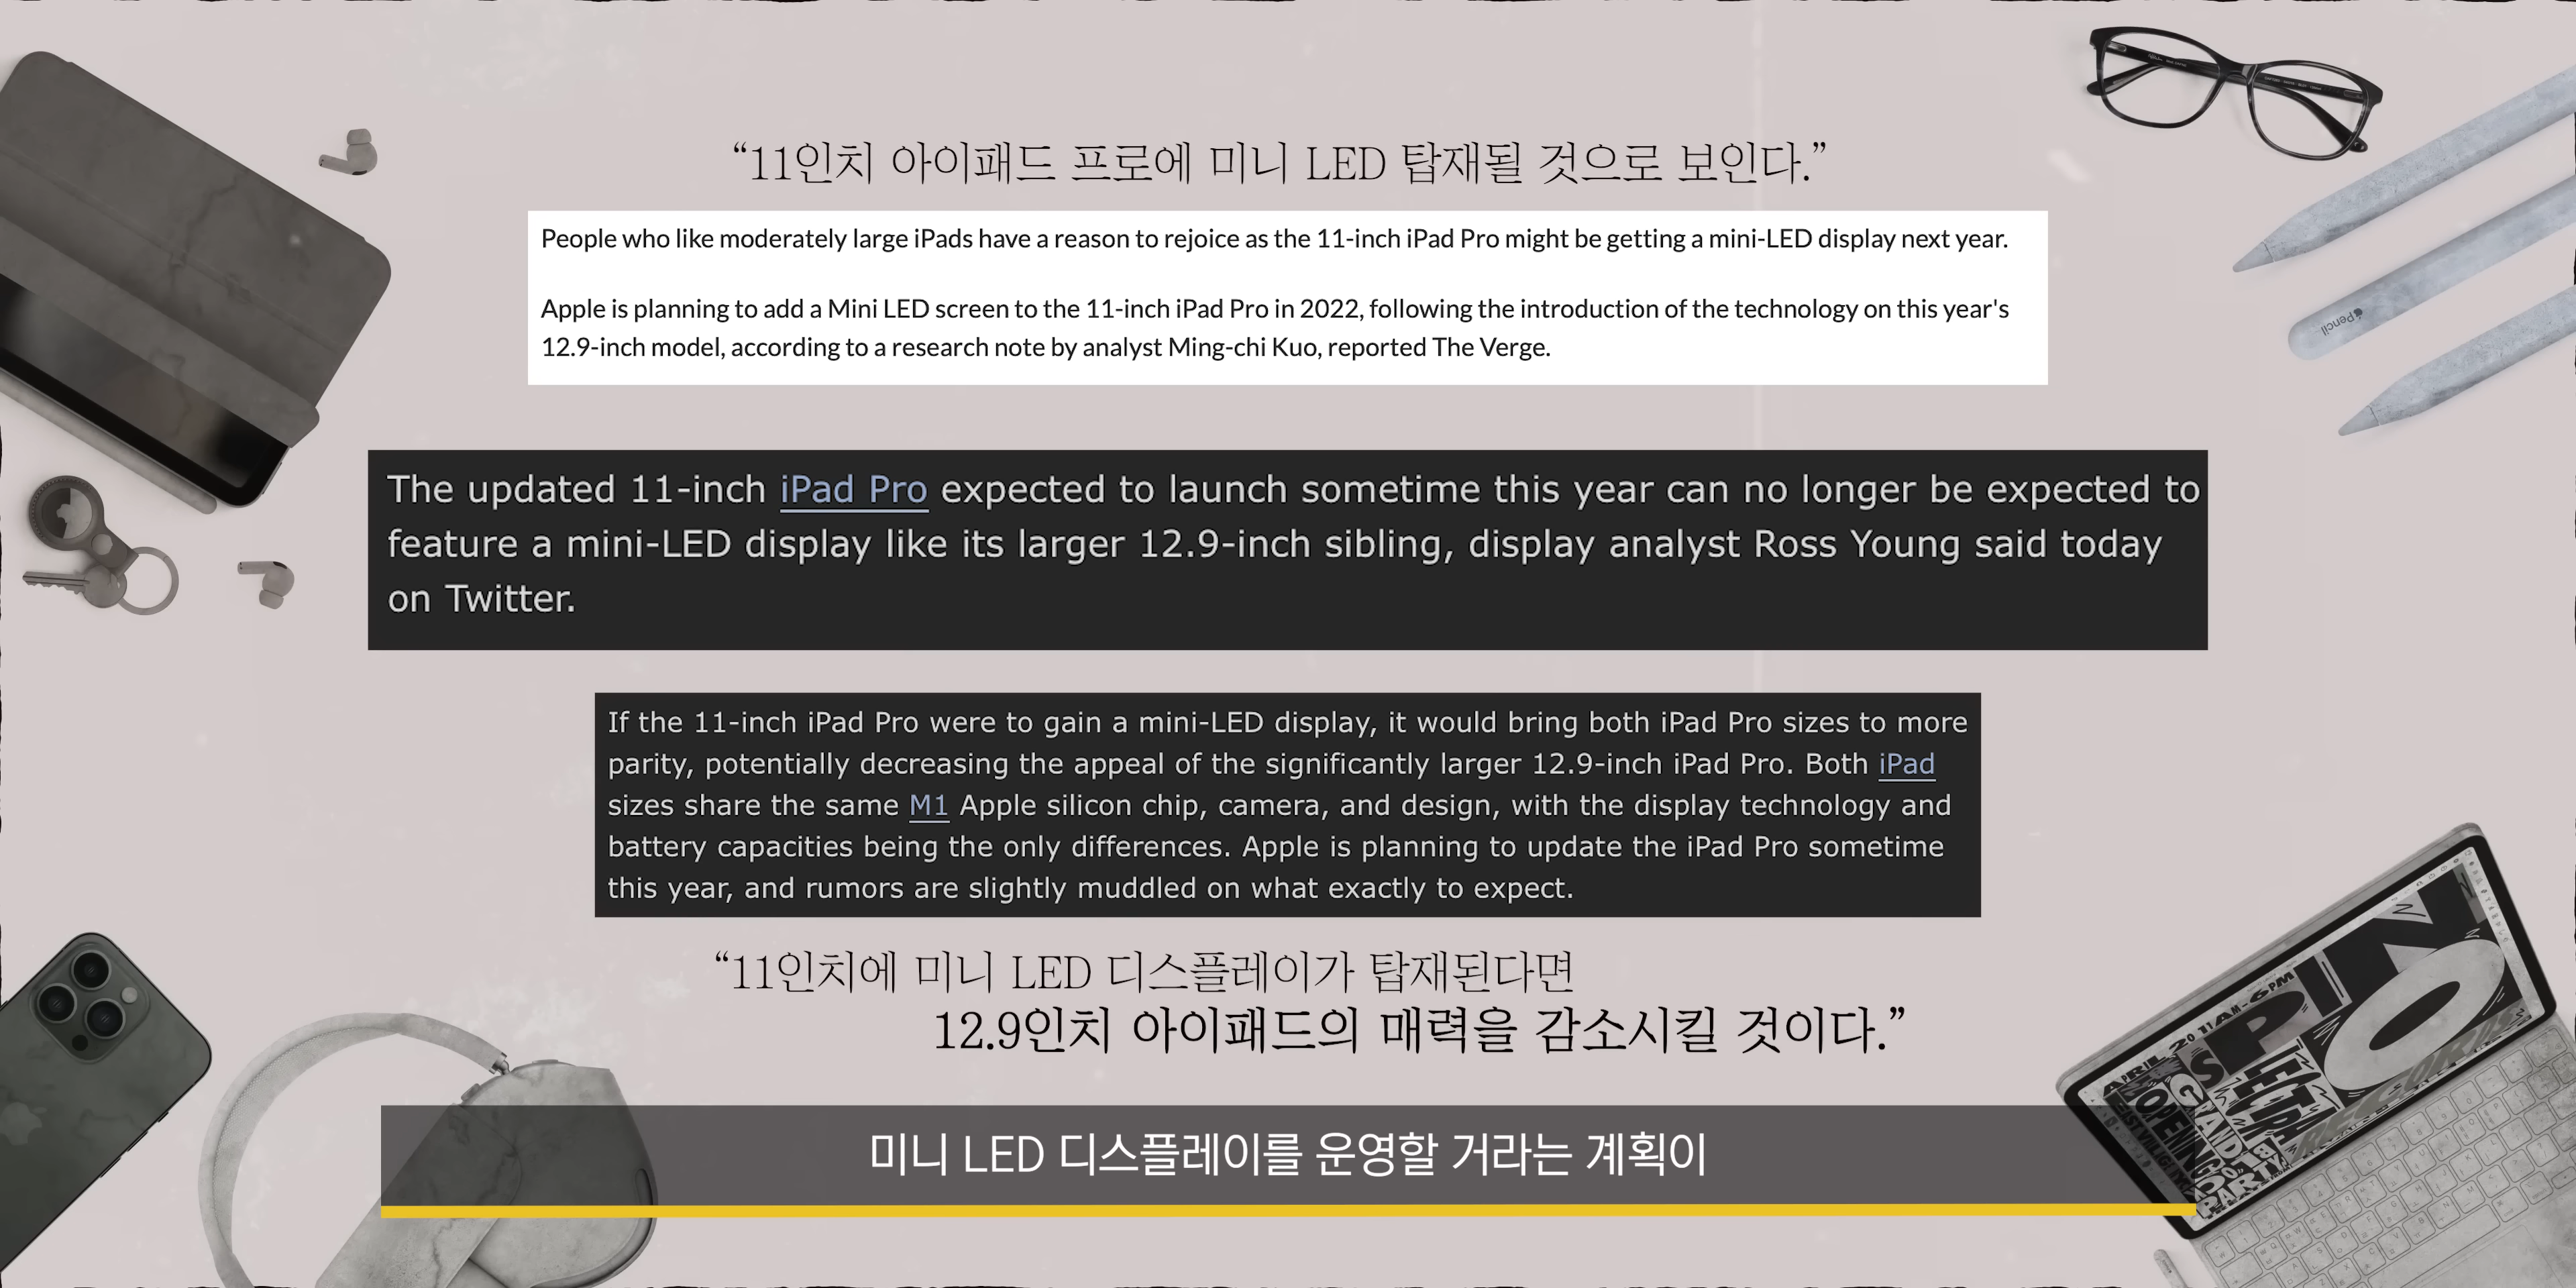 “11인치 아이패드 프로에 미니 LED 탑재될 것으로 보인다.”
People who like moderately large iPads have a reason to rejoice as the 11-inch iPad Pro might be getting a mini-LED display next year.
Apple is planning to add a Mini LED screen to the 11-inch iPad Pro in 2022, following the introduction of the technology on this year's
12.9-inch model, according to a research note by analyst Ming-chi Kuo, reported The Verge.
Pencil
The updated 11-inch iPad Pro expected to launch sometime this year can no longer be expected to
feature a mini-LED display like its larger 12.9-inch sibling, display analyst Ross Young said today
on Twitter.
If the 11-inch iPad Pro were to gain a mini-LED display, it would bring both iPad Pro sizes to more
parity, potentially decreasing the appeal of the significantly larger 12.9-inch iPad Pro. Both iPad
sizes share the same M1 Apple silicon chip, camera, and design, with the display technology and
battery capacities being the only differences. Apple is planning to update the iPad Pro sometime
this year, and rumors are slightly muddled on what exactly to expect.
“11인치에 미니 LED 디스플레이가 탑재된다면
12.9인치 아이패드의 매력을 감소시킬 것이다.”
미니 LED 디스플레이를 운영할 거라는 계획이
APRIL 20 11AM-6PM
SPIN
GRAND
OPENING
PARTY